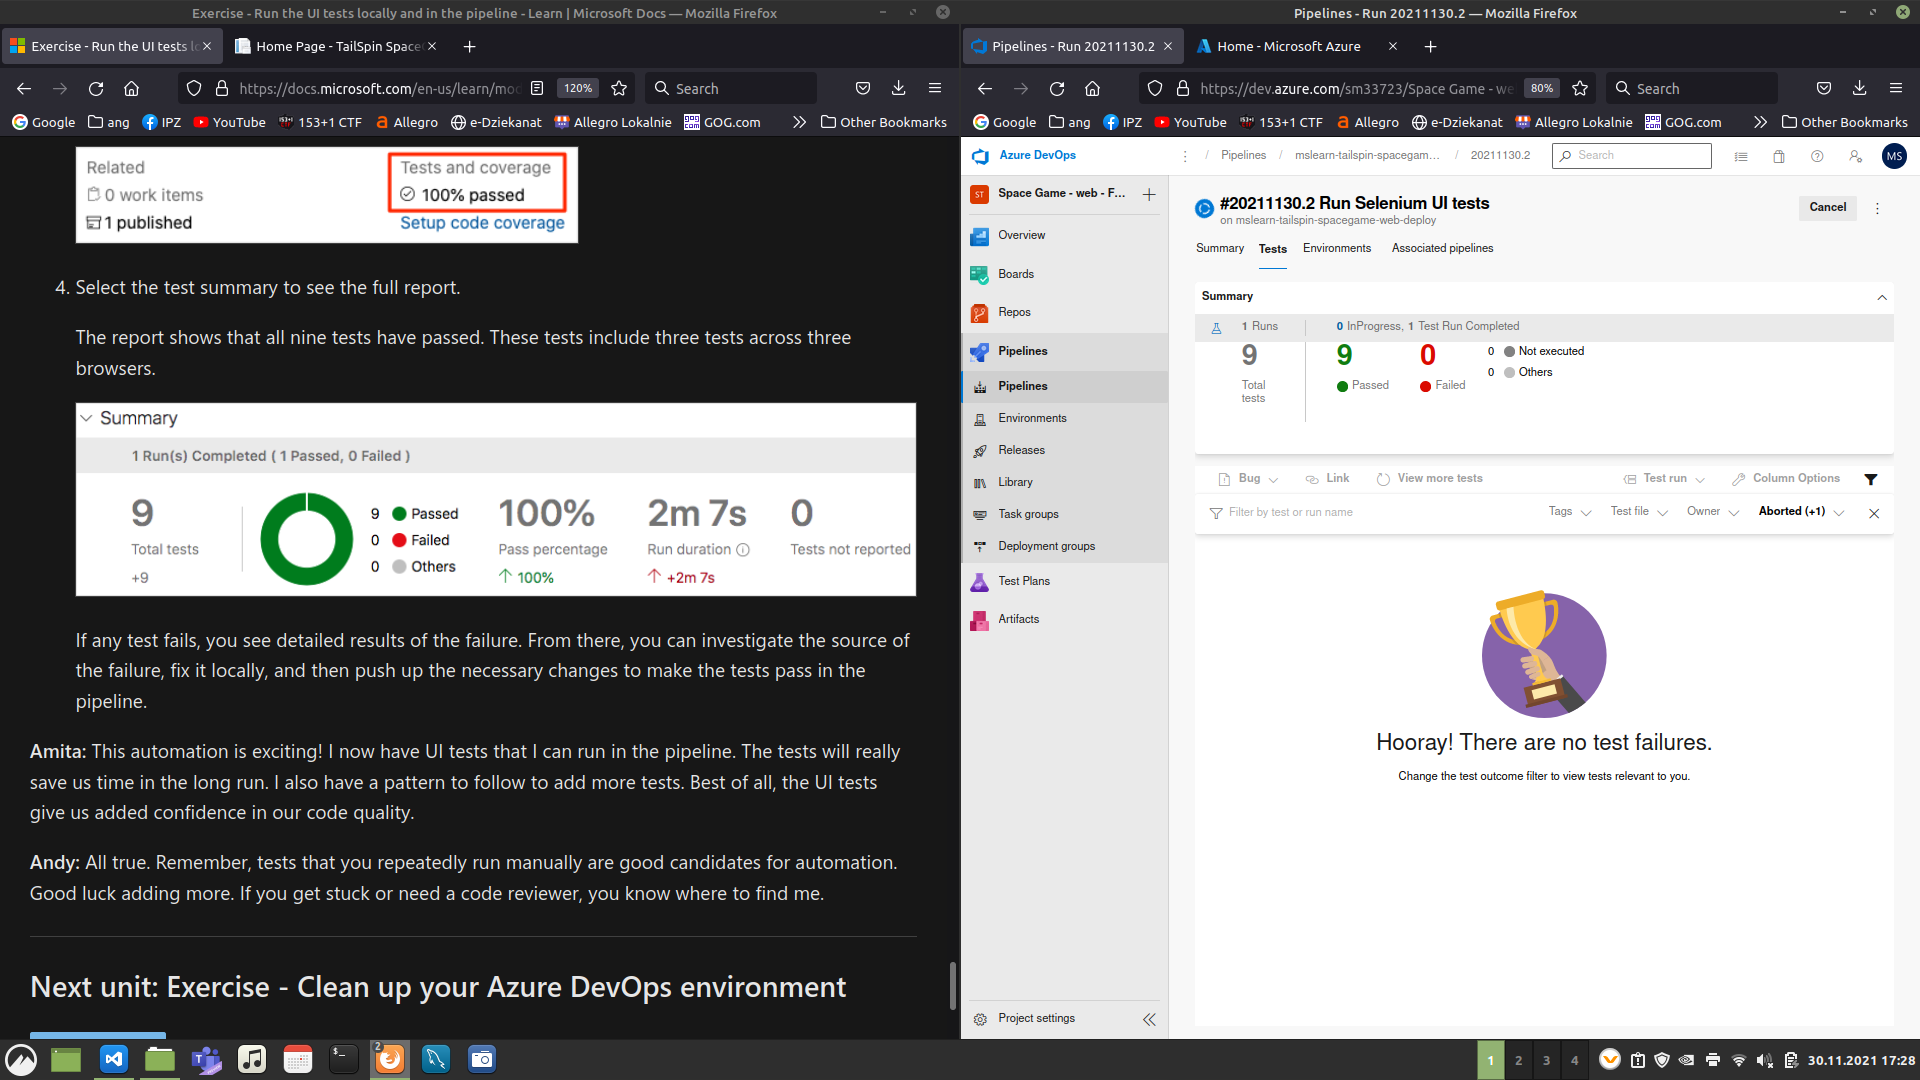 Exercise - Run the UI tests locally and in the pipeline - Learn | Microsoft Docs — Mozilla Firefox
Exercise - Run the UI tests lo
Home Page - TailSpin Space
https://docs.microsoft.com/en-us/learn/mod
120%
Search
Google
ang
IPZ
YouTube
153+1 CTF
Allegro
e-Dziekanat
Allegro Lokalnie
GOG.com
Other Bookmarks
Related
0 work items
1 published
Tests and coverage
100% passed
Setup code coverage
4. Select the test summary to see the full report.
The report shows that all nine tests have passed. These tests include three tests across three
browsers.
Summary
1 Run(s) Completed ( 1 Passed, 0 Failed )
9
Total tests
+9
9 Passed
0 Failed
0 Others
100%
Pass percentage
100%
2m 7s
Run duration
+2m 7s
0
Tests not reported
If any test fails, you see detailed results of the failure. From there, you can investigate the source of
the failure, fix it locally, and then push up the necessary changes to make the tests pass in the
pipeline.
Amita: This automation is exciting! I now have UI tests that I can run in the pipeline. The tests will really
save us time in the long run. I also have a pattern to follow to add more tests. Best of all, the UI tests
give us added confidence in our code quality.
Andy: All true. Remember, tests that you repeatedly run manually are good candidates for automation.
Good luck adding more. If you get stuck or need a code reviewer, you know where to find me.
Next unit: Exercise - Clean up your Azure DevOps environment
Pipelines - Run 20211130.2 — Mozilla Firefox
Pipelines - Run 20211130.2
Home - Microsoft Azure
https://dev.azure.com/sm33723/Space Game - we
80%
Search
Google
ang
IPZ
YouTube
153+1 CTF
Allegro
e-Dziekanat
Allegro Lokalnie
GOG.com
Other Bookmarks
Azure DevOps
/ Pipelines / mslearn-tailspin-spacegam... / 20211130.2
Search
MS
ST
Space Game - web - F...
Overview
Boards
Repos
Pipelines
Pipelines
Environments
Releases
Library
Task groups
Deployment groups
Test Plans
Artifacts
Project settings
#20211130.2 Run Selenium UI tests
on mslearn-tailspin-spacegame-web-deploy
Cancel
Summary
Tests
Environments
Associated pipelines
Summary
1 Runs
0 InProgress, 1 Test Run Completed
9
Total
tests
9
Passed
0
Failed
0 Not executed
0 Others
Bug
Link
View more tests
Test run
Column Options
Filter by test or run name
Tags
Test file
Owner
Aborted (+1)
Hooray! There are no test failures.
Change the test outcome filter to view tests relevant to you.
2
1
2
3
4
30.11.2021 17:28